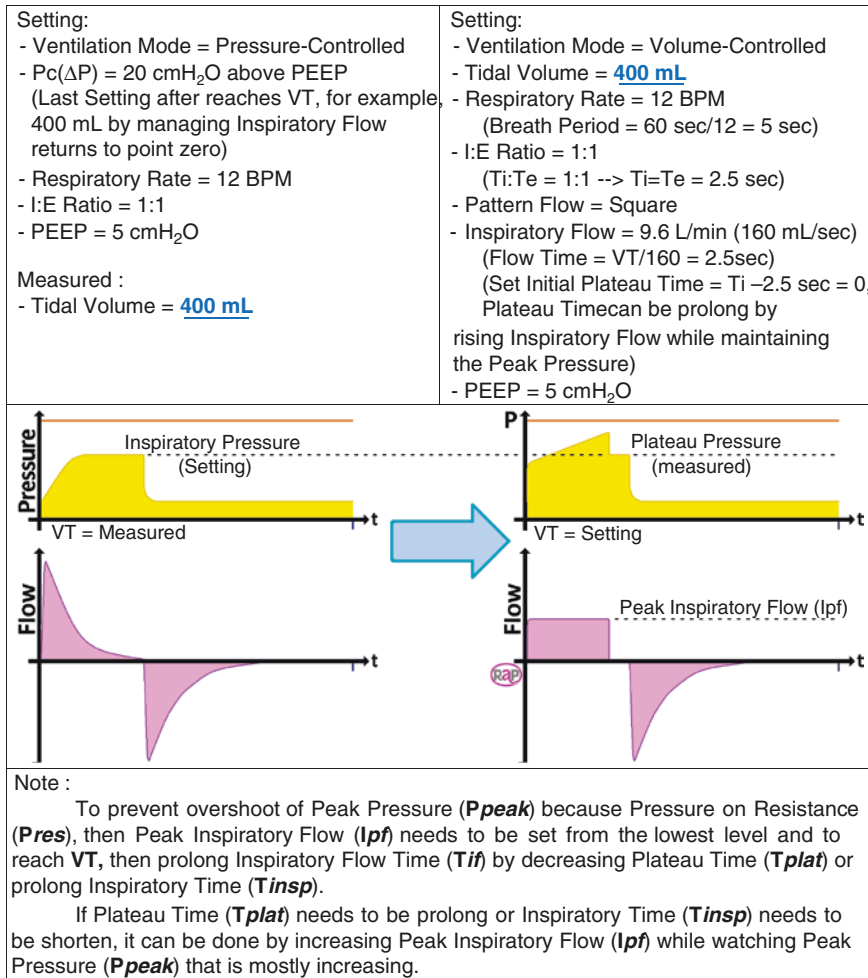 Setting:
- Ventilation Mode = Pressure-Controlled
- Pc(ΔP) = 20 cmH₂O above PEEP
(Last Setting after reaches VT, for example,
400 mL by managing Inspiratory Flow
returns to point zero)
- Respiratory Rate = 12 BPM
- I:E Ratio = 1:1
- PEEP = 5 cmH₂O
Measured :
- Tidal Volume = 400 mL
Setting:
- Ventilation Mode = Volume-Controlled
- Tidal Volume = 400 mL
- Respiratory Rate = 12 BPM
(Breath Period = 60 sec/12 = 5 sec)
- I:E Ratio = 1:1
(Ti:Te = 1:1 --> Ti=Te = 2.5 sec)
- Pattern Flow = Square
- Inspiratory Flow = 9.6 L/min (160 mL/sec)
(Flow Time = VT/160 = 2.5sec)
(Set Initial Plateau Time = Ti –2.5 sec = 0,
Plateau Timecan be prolong by
rising Inspiratory Flow while maintaining
the Peak Pressure)
- PEEP = 5 cmH₂O
Pressure
Inspiratory Pressure
(Setting)
t
VT = Measured
Flow
t
P
Plateau Pressure
(measured)
t
VT = Setting
Flow
Peak Inspiratory Flow (Ipf)
t
RaP
Note :
To prevent overshoot of Peak Pressure (Ppeak) because Pressure on Resistance
(Pres), then Peak Inspiratory Flow (Ipf) needs to be set from the lowest level and to
reach VT, then prolong Inspiratory Flow Time (Tif) by decreasing Plateau Time (Tplat) or
prolong Inspiratory Time (Tinsp).
If Plateau Time (Tplat) needs to be prolong or Inspiratory Time (Tinsp) needs to
be shorten, it can be done by increasing Peak Inspiratory Flow (Ipf) while watching Peak
Pressure (Ppeak) that is mostly increasing.